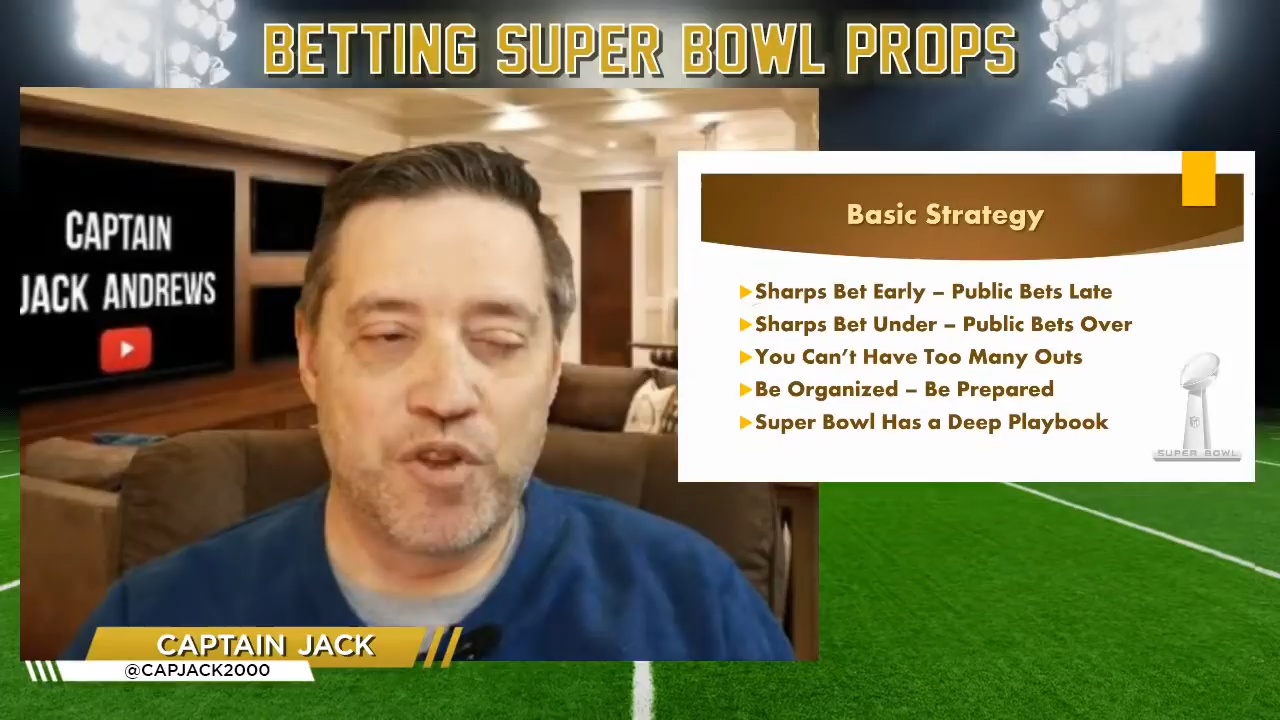 BETTING SUPER BOWL PROPS
CAPTAIN
JACK ANDREWS
Basic Strategy
Sharps Bet Early – Public Bets Late
Sharps Bet Under – Public Bets Over
You Can't Have Too Many Outs
Be Organized – Be Prepared
Super Bowl Has a Deep Playbook
NFL
SUPER BOWL
CAPTAIN JACK
@CAPJACK2000